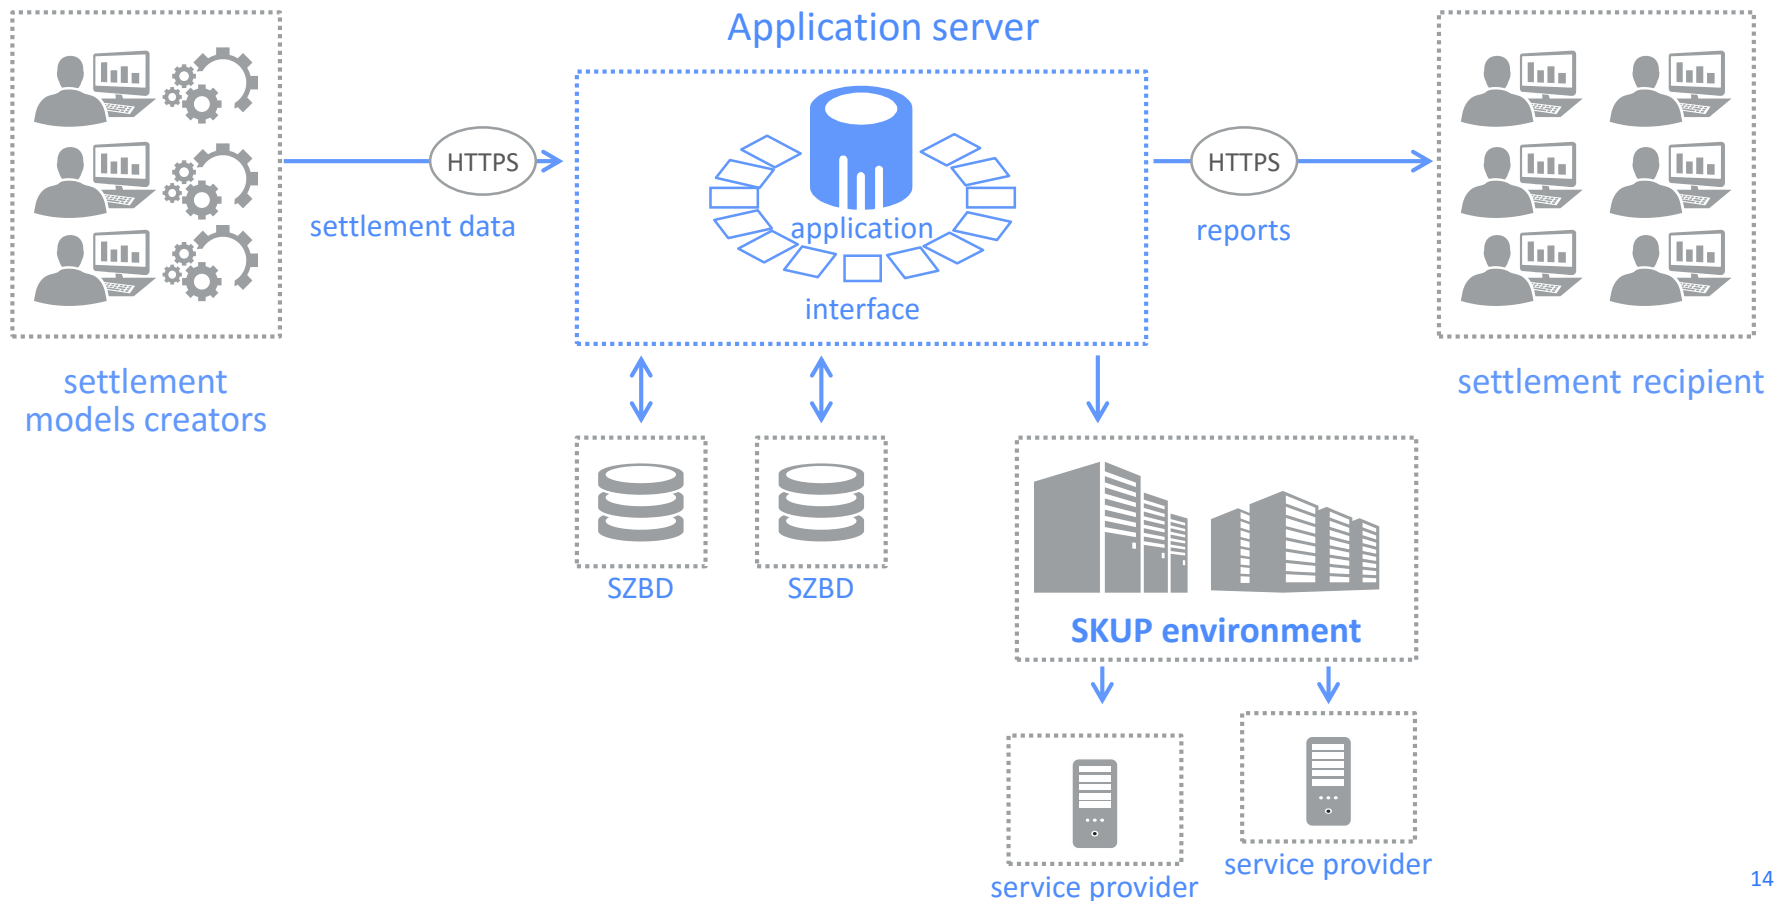 Application server
HTTPS
settlement data
application
interface
HTTPS
reports
settlement
models creators
settlement recipient
SZBD
SZBD
SKUP environment
service provider
service provider
14